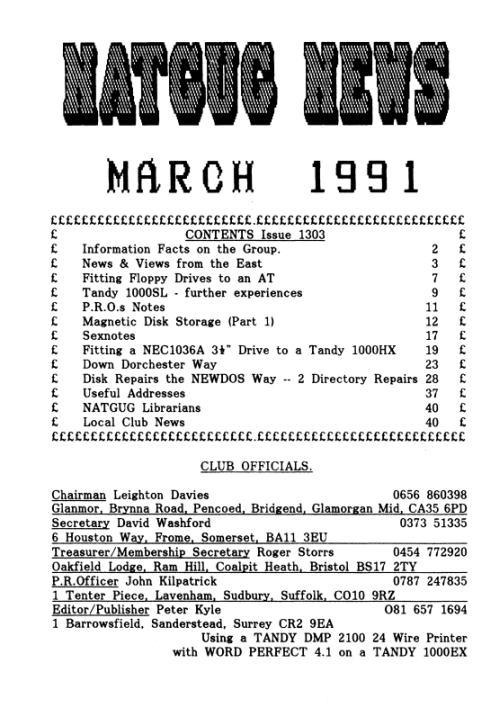 NATGUG NEWS
MARCH 1991
£££££££££££££££££££££££££££.£££££££££££££££££££££££££££
£ CONTENTS Issue 1303 £
£ Information Facts on the Group. 2 £
£ News & Views from the East 3 £
£ Fitting Floppy Drives to an AT 7 £
£ Tandy 1000SL - further experiences 9 £
£ P.R.O.s Notes 11 £
£ Magnetic Disk Storage (Part 1) 12 £
£ Sexnotes 17 £
£ Fitting a NEC1036A 3½" Drive to a Tandy 1000HX 19 £
£ Down Dorchester Way 23 £
£ Disk Repairs the NEWDOS Way -- 2 Directory Repairs 28 £
£ Useful Addresses 37 £
£ NATGUG Librarians 40 £
£ Local Club News 40 £
£££££££££££££££££££££££££££.£££££££££££££££££££££££££££
CLUB OFFICIALS.
Chairman Leighton Davies 0656 860398
Glanmor, Brynna Road, Pencoed, Bridgend, Glamorgan Mid, CA35 6PD
Secretary David Washford 0373 51335
6 Houston Way, Frome, Somerset, BA11 3EU
Treasurer/Membership Secretary Roger Storrs 0454 772920
Oakfield Lodge, Ram Hill, Coalpit Heath, Bristol BS17 2TY
P.R.Officer John Kilpatrick 0787 247835
1 Tenter Piece, Lavenham, Sudbury, Suffolk, CO10 9RZ
Editor/Publisher Peter Kyle 081 657 1694
1 Barrowsfield, Sanderstead, Surrey CR2 9EA
Using a TANDY DMP 2100 24 Wire Printer
with WORD PERFECT 4.1 on a TANDY 1000EX